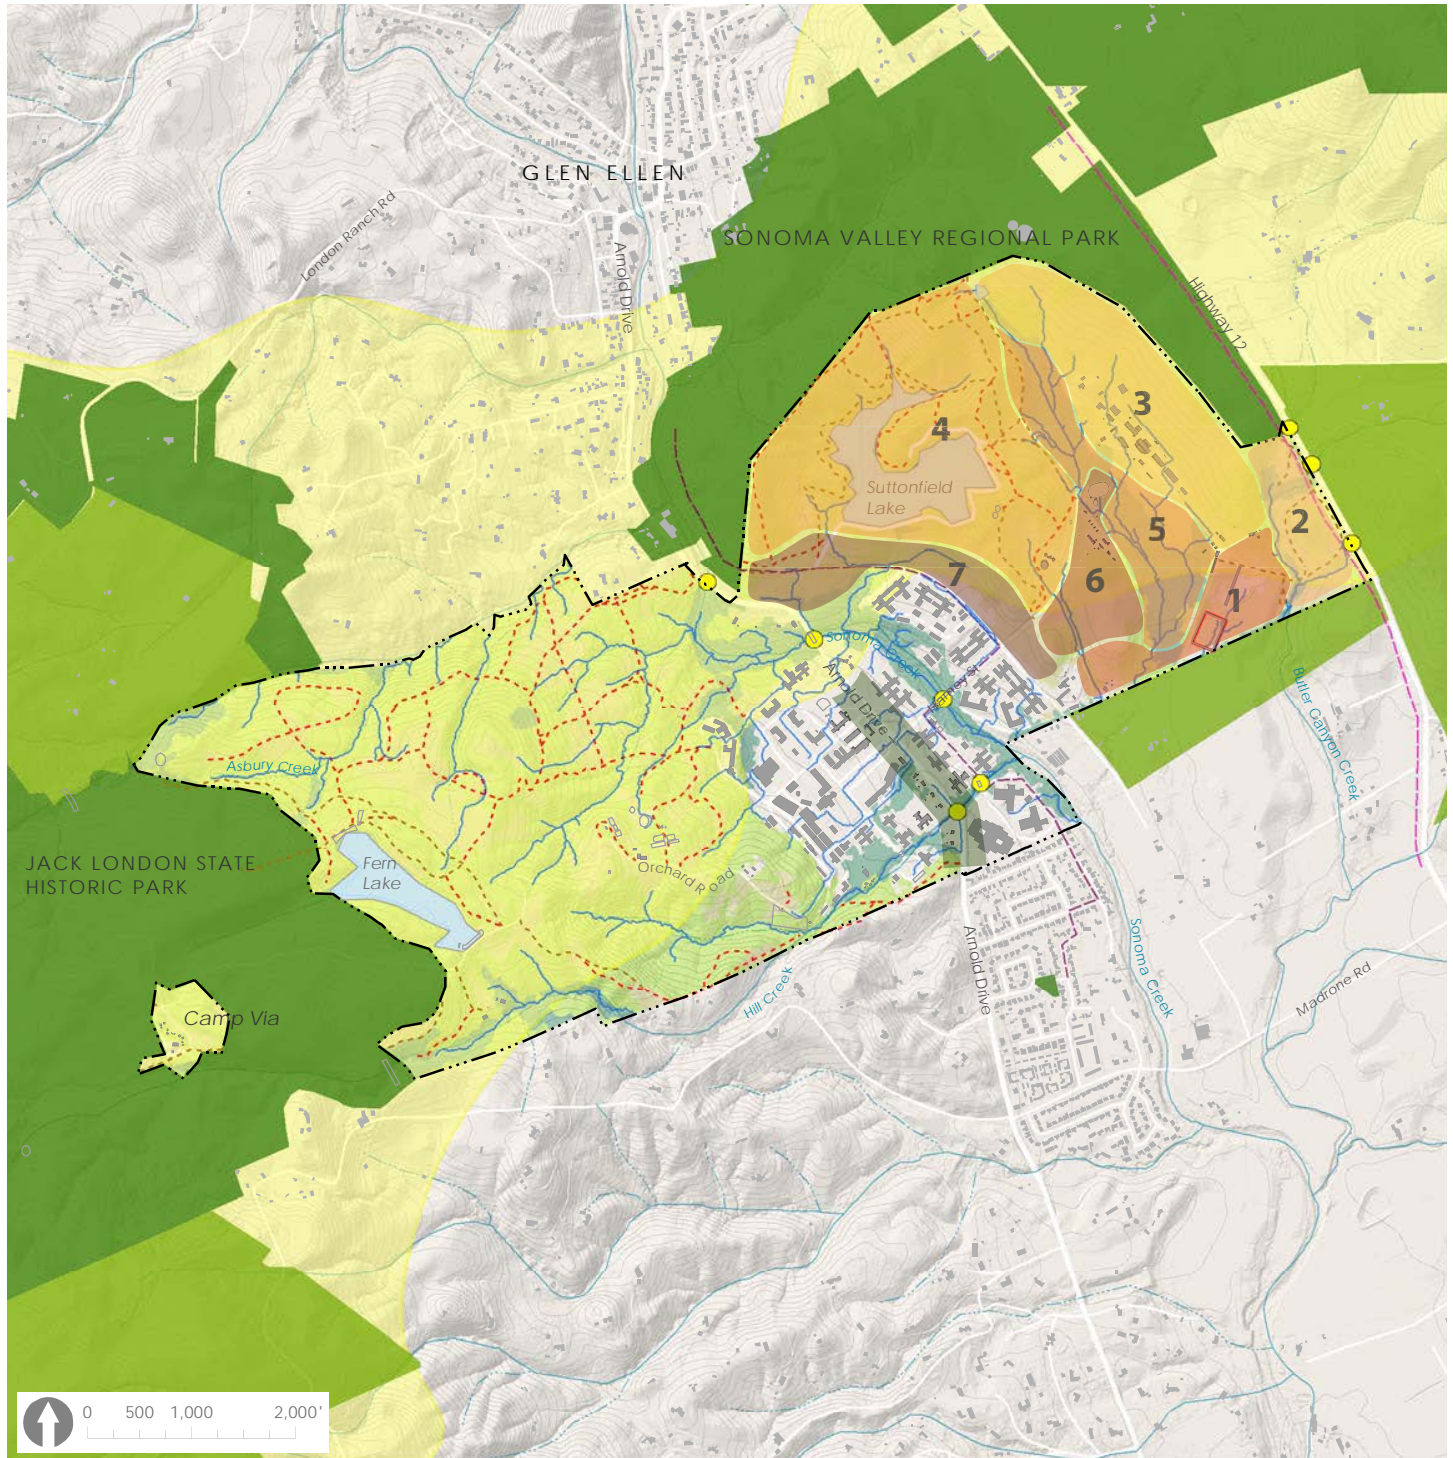 GLEN ELLEN
London Ranch Rd
Arnold Drive
SONOMA VALLEY REGIONAL PARK
Highway 12
3
4
Suttonfield
Lake
2
5
7
6
1
Sonoma Creek
Arnold Drive
Butler Canyon Creek
Asbury Creek
JACK LONDON STATE
HISTORIC PARK
Fern
Lake
Orchard Road
Arnold Drive
Sonoma Creek
Madrone Rd
Hill Creek
Camp Via
0 500 1,000 2,000'